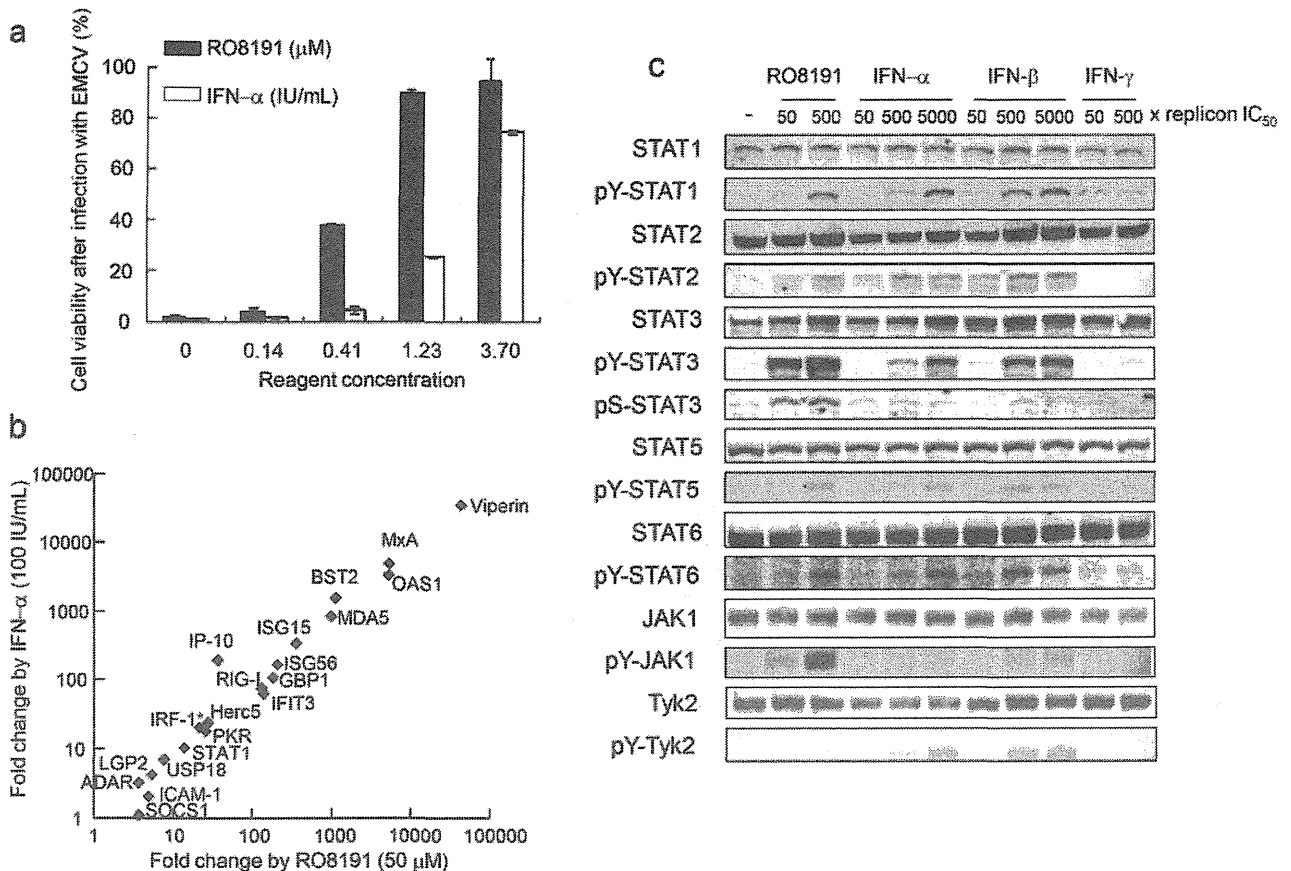 a
RO8191 (μM)
IFN-α (IU/mL)
Cell viability after infection with EMCV (%)
100
80
60
40
20
0
0 0.14 0.41 1.23 3.70
Reagent concentration
b
Fold change by IFN-α (100 IU/mL)
100000
10000
1000
100
10
1
Viperin
MxA
OAS1
BST2
MDA5
ISG15
IP-10
ISG56
GBP1
RIG-I
IFIT3
IRF-1*
Herc5
PKR
STAT1
LGP2
USP18
ADAR
ICAM-1
SOCS1
1 10 100 1000 10000 100000
Fold change by RO8191 (50 μM)
c
RO8191 IFN-α IFN-β IFN-γ
- 50 500 50 500 5000 50 500 5000 50 500 x replicon IC50
STAT1
pY-STAT1
STAT2
pY-STAT2
STAT3
pY-STAT3
pS-STAT3
STAT5
pY-STAT5
STAT6
pY-STAT6
JAK1
pY-JAK1
Tyk2
pY-Tyk2